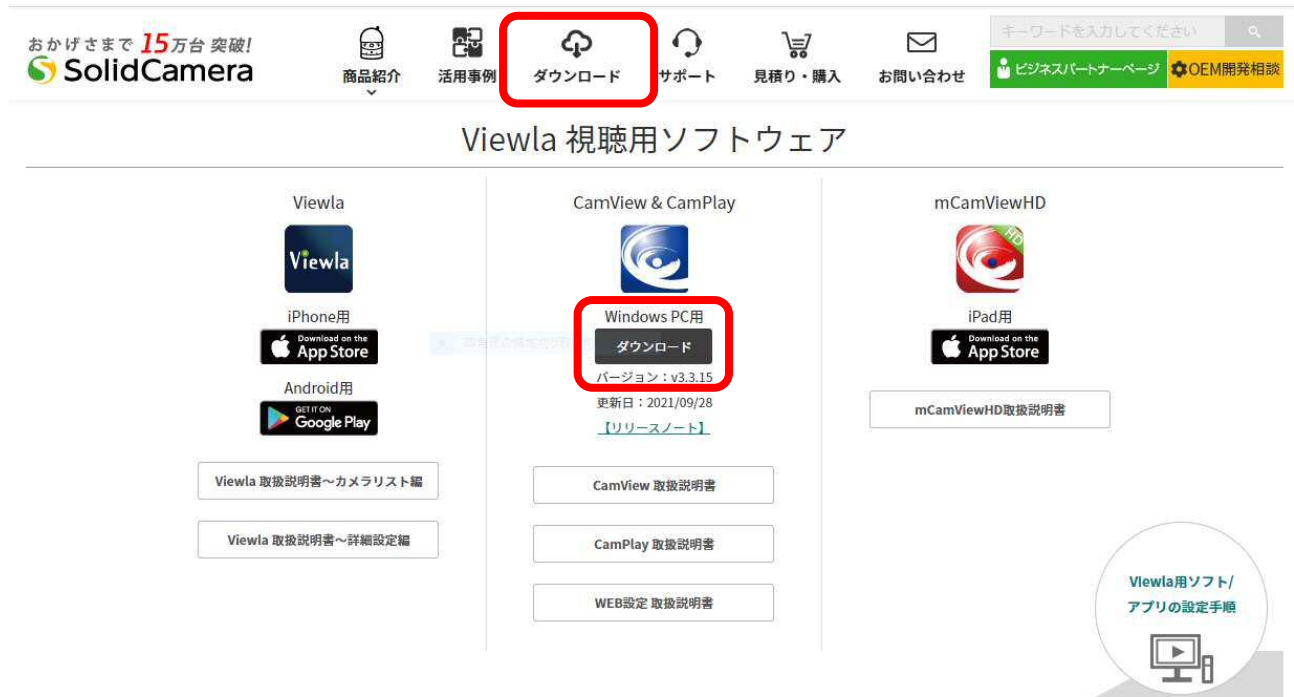 おかげさまで 15万台 突破!
SolidCamera
商品紹介
活用事例
ダウンロード
サポート
見積り・購入
お問い合わせ
キーワードを入力してください
ビジネスパートナーページ
OEM開発相談
Viewla 視聴用ソフトウェア
Viewla
Viewla
iPhone用
Download on the
App Store
Android用
GET IT ON
Google Play
Viewla 取扱説明書～カメラリスト編
Viewla 取扱説明書～詳細設定編
CamView & CamPlay
Windows PC用
ダウンロード
バージョン：v3.3.15
更新日：2021/09/28
【リリースノート】
CamView 取扱説明書
CamPlay 取扱説明書
WEB設定 取扱説明書
mCamViewHD
HD
iPad用
Download on the
App Store
mCamViewHD取扱説明書
Viewla用ソフト/
アプリの設定手順